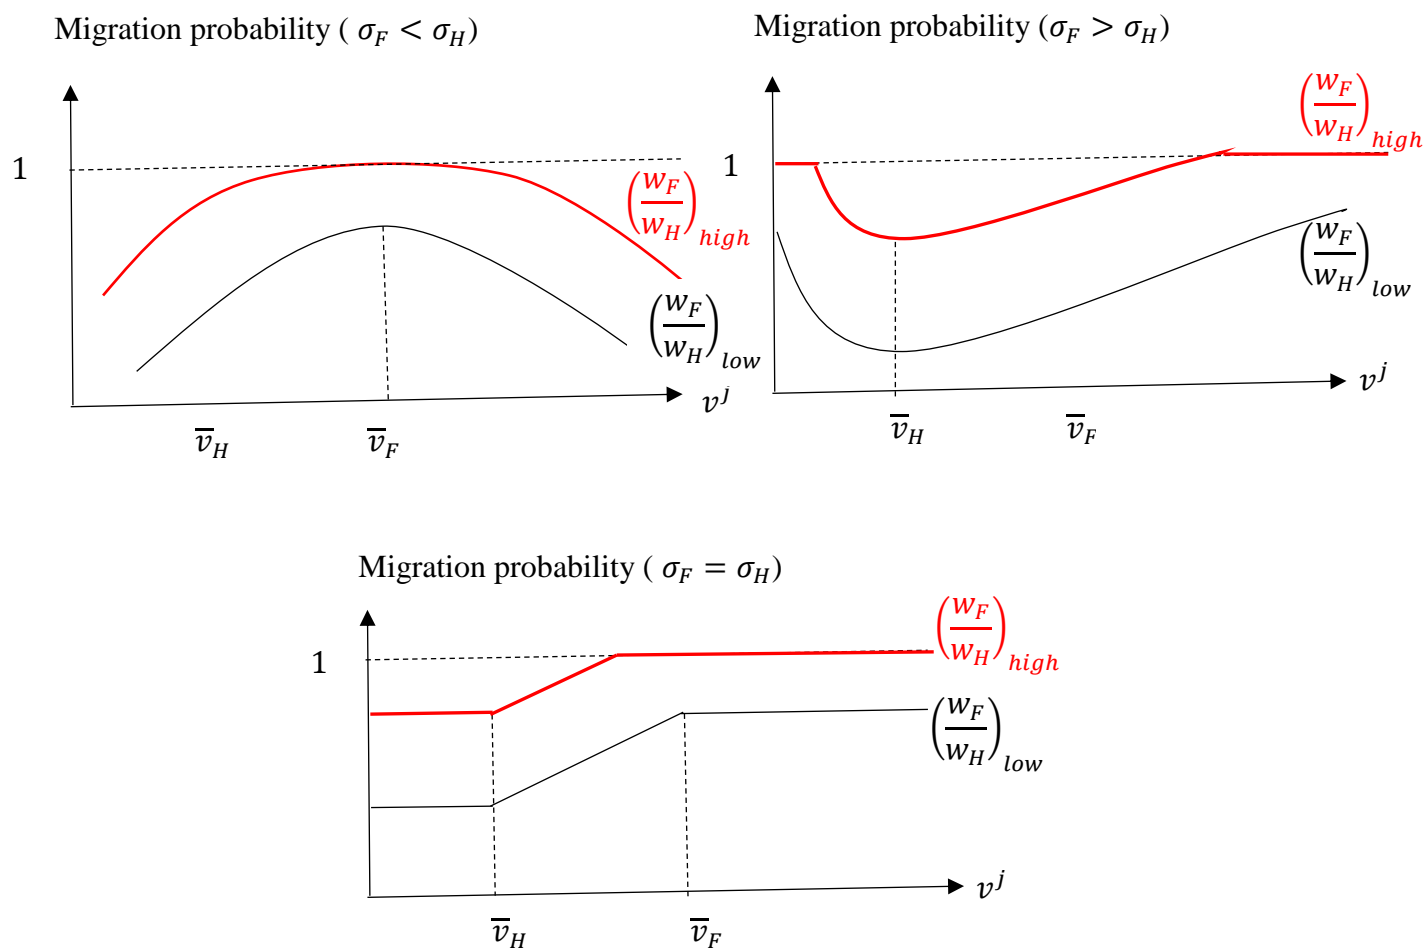 Migration probability ( σ_F < σ_H)
1
(w_F/w_H)_high
(w_F/w_H)_low
v^j
v̅_H
v̅_F
Migration probability (σ_F > σ_H)
1
(w_F/w_H)_high
(w_F/w_H)_low
v^j
v̅_H
v̅_F
Migration probability ( σ_F = σ_H)
1
(w_F/w_H)_high
(w_F/w_H)_low
v^j
v̅_H
v̅_F